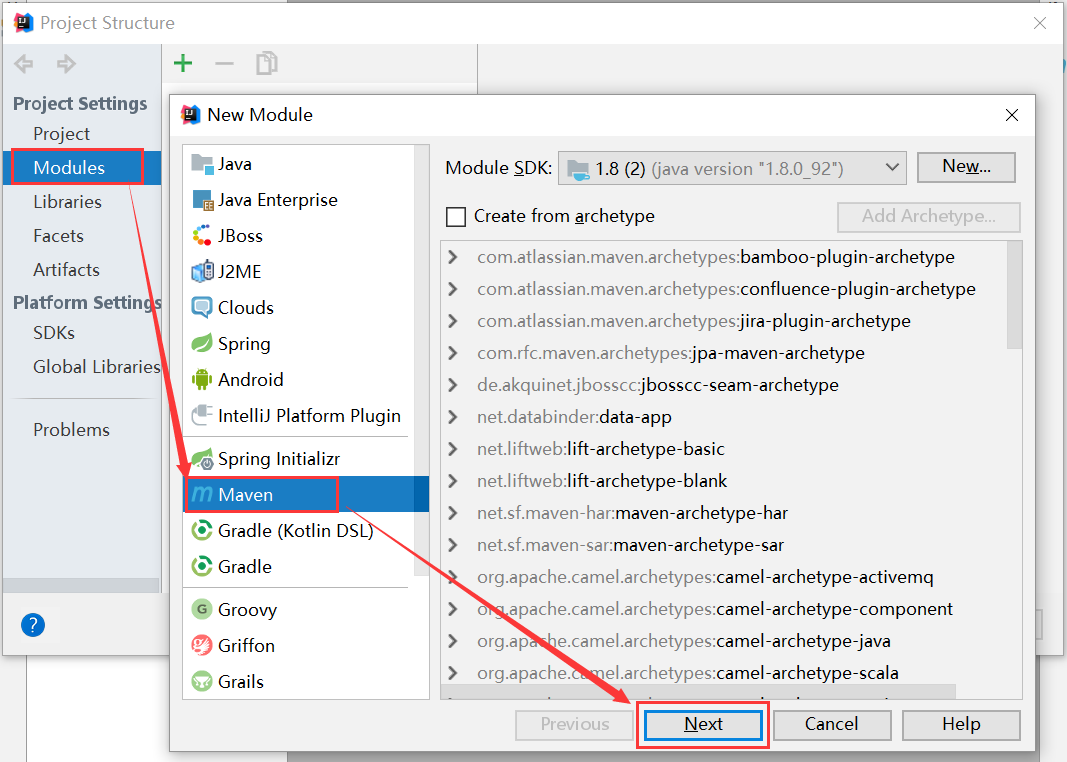 Project Structure
Project Settings
Project
Modules
Libraries
Facets
Artifacts
Platform Settings
SDKs
Global Libraries
Problems
?
New Module
Java
Java Enterprise
JBoss
J2ME
Clouds
Spring
Android
IntelliJ Platform Plugin
Spring Initializr
Maven
Gradle (Kotlin DSL)
Gradle
Groovy
Griffon
Grails
Module SDK: 1.8 (2) (java version "1.8.0_92") New...
Create from archetype Add Archetype...
com.atlassian.maven.archetypes:bamboo-plugin-archetype
com.atlassian.maven.archetypes:confluence-plugin-archetype
com.atlassian.maven.archetypes:jira-plugin-archetype
com.rfc.maven.archetypes:jpa-maven-archetype
de.akquinet.jbosscc:jbosscc-seam-archetype
net.databinder:data-app
net.liftweb:lift-archetype-basic
net.liftweb:lift-archetype-blank
net.sf.maven-har:maven-archetype-har
net.sf.maven-sar:maven-archetype-sar
org.apache.camel.archetypes:camel-archetype-activemq
org.apache.camel.archetypes:camel-archetype-component
org.apache.camel.archetypes:camel-archetype-java
org.apache.camel.archetypes:camel-archetype-scala
Previous Next Cancel Help